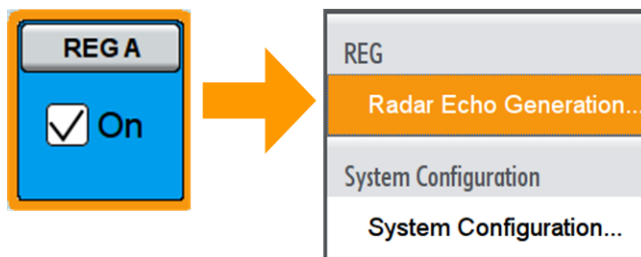 REG A
On
REG
Radar Echo Generation...
System Configuration
System Configuration...